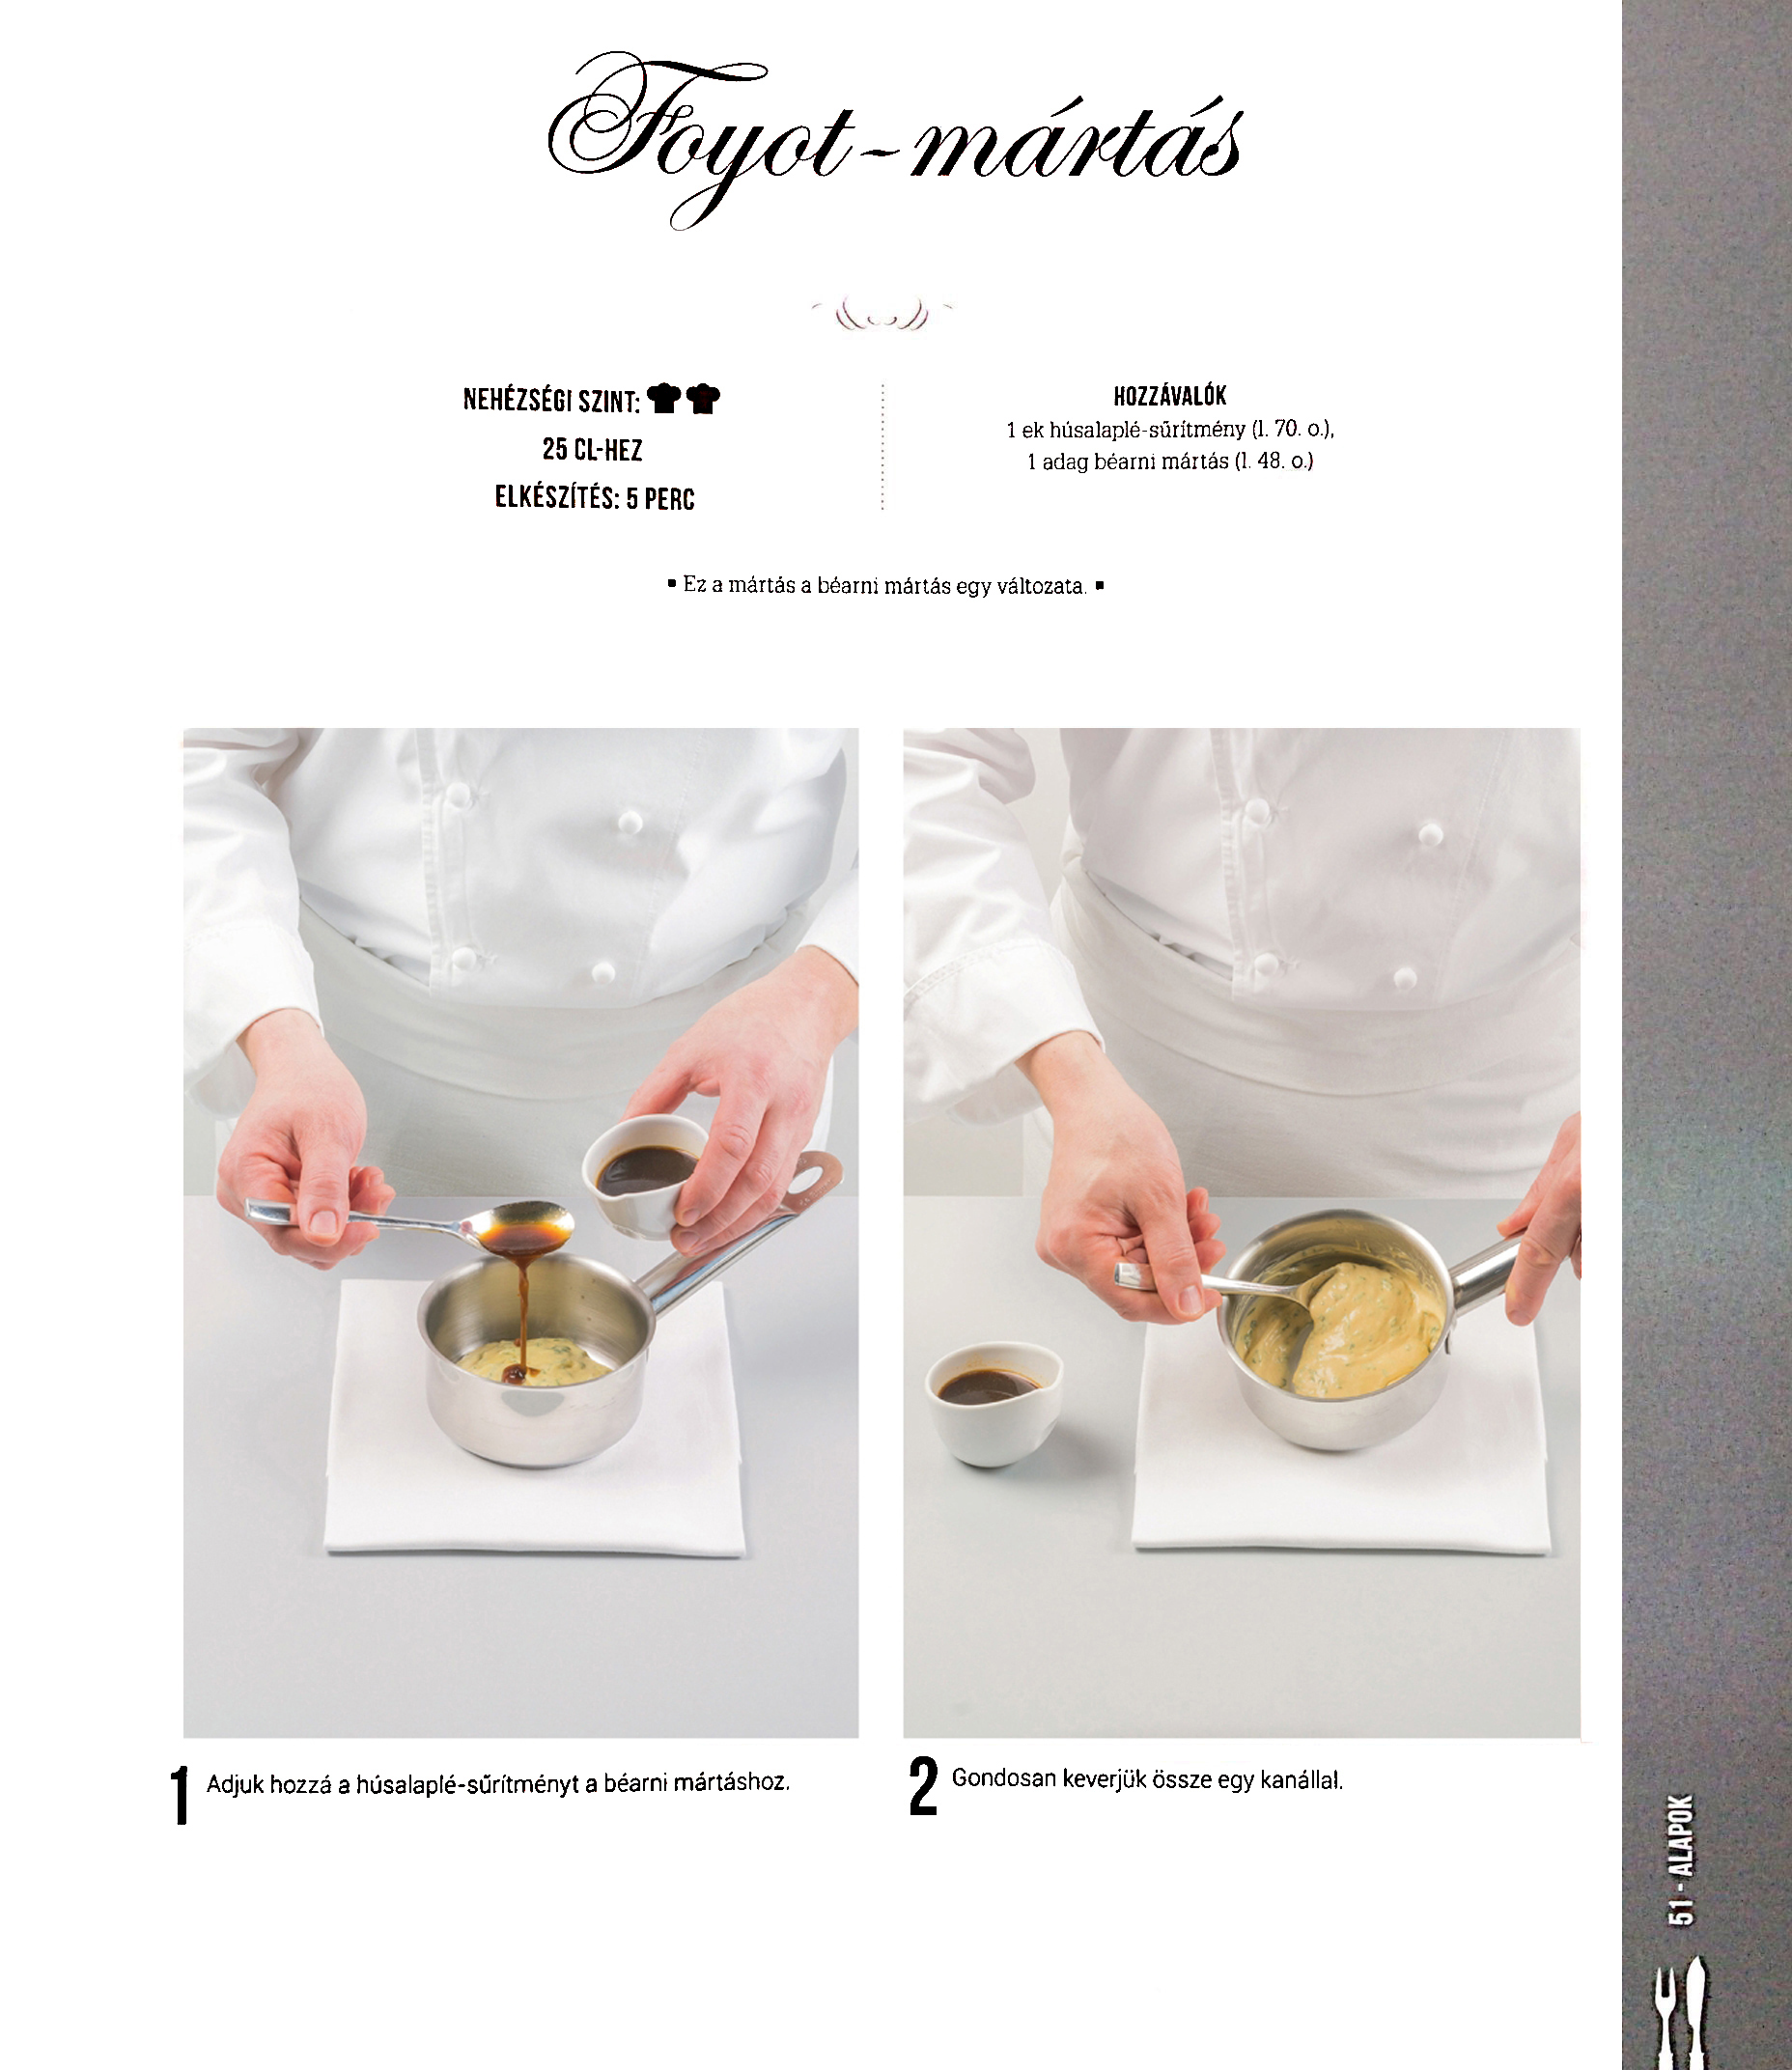 Foyot-mártás
NEHÉZSÉGI SZINT:
25 CL-HEZ
ELKÉSZÍTÉS: 5 PERC
HOZZÁVALÓK
1 ek húsalaplé-sűrítmény (l. 70. o.),
1 adag béarni mártás (l. 48. o.)
▪ Ez a mártás a béarni mártás egy változata. ▪
1 Adjuk hozzá a húsalaplé-sűrítményt a béarni mártáshoz.
2 Gondosan keverjük össze egy kanállal.
51 - ALAPOK